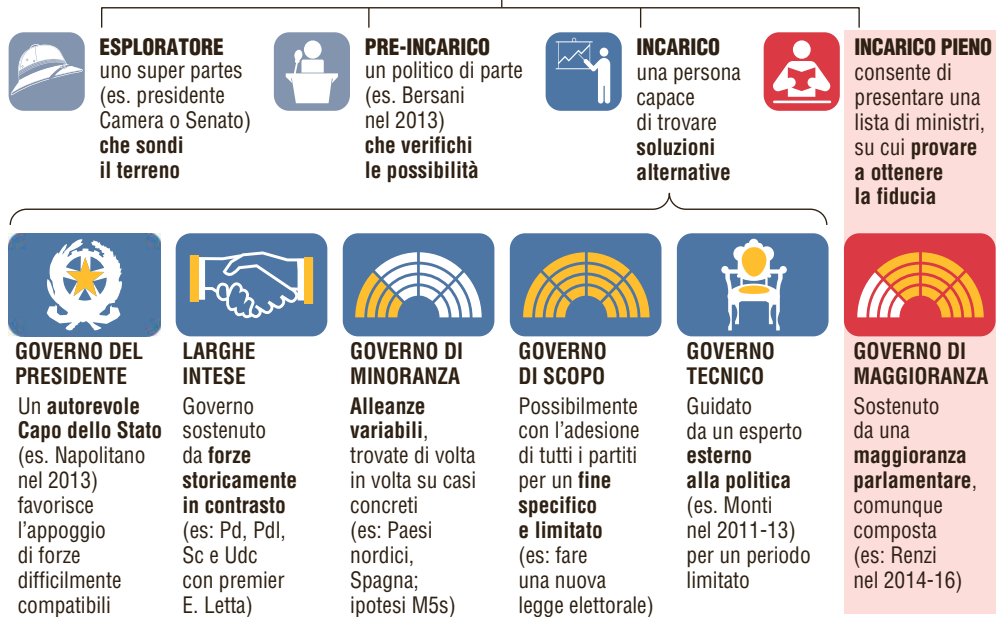 ESPLORATORE
uno super partes
(es. presidente
Camera o Senato)
che sondi
il terreno
PRE-INCARICO
un politico di parte
(es. Bersani
nel 2013)
che verifichi
le possibilità
INCARICO
una persona
capace
di trovare
soluzioni
alternative
INCARICO PIENO
consente di
presentare una
lista di ministri,
su cui provare
a ottenere
la fiducia
GOVERNO DEL
PRESIDENTE
Un autorevole
Capo dello Stato
(es. Napolitano
nel 2013)
favorisce
l'appoggio
di forze
difficilmente
compatibili
LARGHE
INTESE
Governo
sostenuto
da forze
storicamente
in contrasto
(es: Pd, Pdl,
Sc e Udc
con premier
E. Letta)
GOVERNO DI
MINORANZA
Alleanze
variabili,
trovate di volta
in volta su casi
concreti
(es: Paesi
nordici,
Spagna;
ipotesi M5s)
GOVERNO
DI SCOPO
Possibilmente
con l'adesione
di tutti i partiti
per un fine
specifico
e limitato
(es: fare
una nuova
legge elettorale)
GOVERNO
TECNICO
Guidato
da un esperto
esterno
alla politica
(es. Monti
nel 2011-13)
per un periodo
limitato
GOVERNO DI
MAGGIORANZA
Sostenuto
da una
maggioranza
parlamentare,
comunque
composta
(es: Renzi
nel 2014-16)